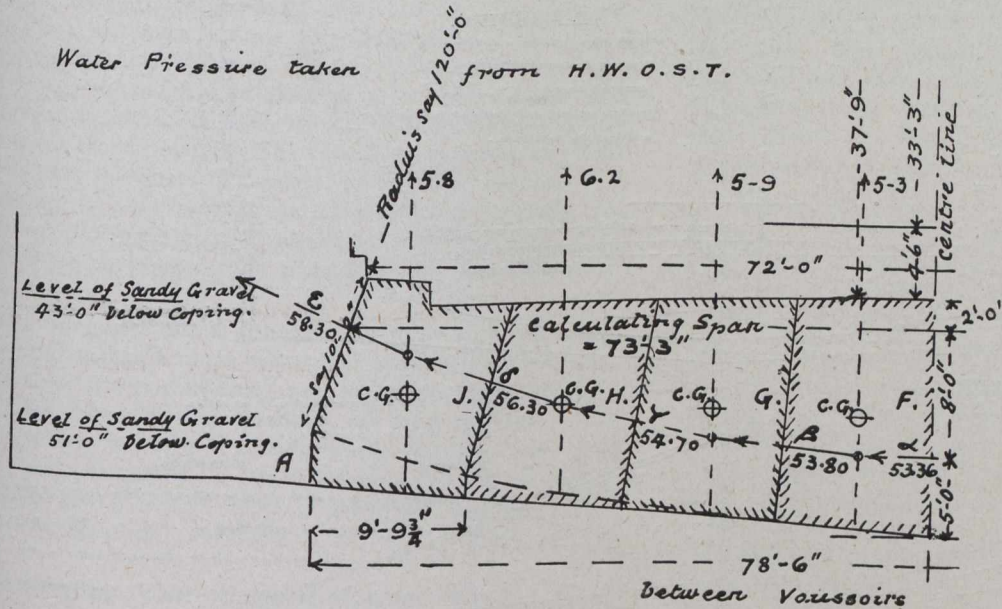 Water Pressure taken from H.W.O.S.T.
Radius say 120'-0"
37'-9"
33'-3"
centre line
5.8
6.2
5-9
5-3
4'6"
72'-0"
Level of Sandy Gravel
43'-0" below Coping.
58.30
calculating Span
= 73'3"
2'-0"
say 10'-
C.G.
J.
δ
56.30
C.G.
H.
γ
54.70
C.G.
G.
B
53.80
C.G.
F.
α
5336
8'-0"
Level of Sandy Gravel
51'-0" below Coping.
A
5'-0"
9'-9 3/4"
78'-6"
between Voussoirs